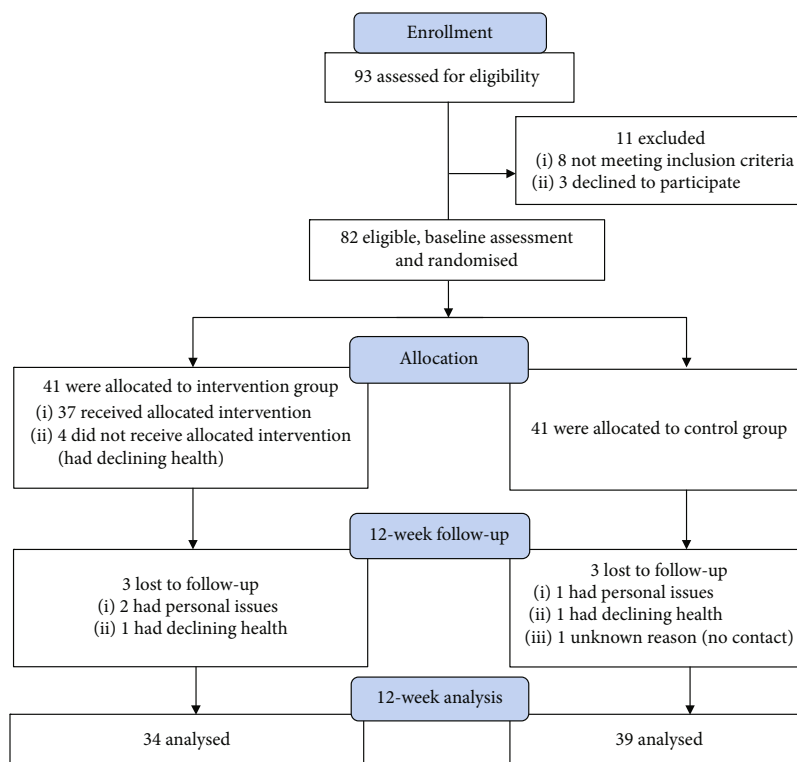 Enrollment
93 assessed for eligibility
11 excluded
(i) 8 not meeting inclusion criteria
(ii) 3 declined to participate
82 eligible, baseline assessment
and randomised
Allocation
41 were allocated to intervention group
(i) 37 received allocated intervention
(ii) 4 did not receive allocated intervention
(had declining health)
41 were allocated to control group
12-week follow-up
3 lost to follow-up
(i) 2 had personal issues
(ii) 1 had declining health
3 lost to follow-up
(i) 1 had personal issues
(ii) 1 had declining health
(iii) 1 unknown reason (no contact)
12-week analysis
34 analysed
39 analysed